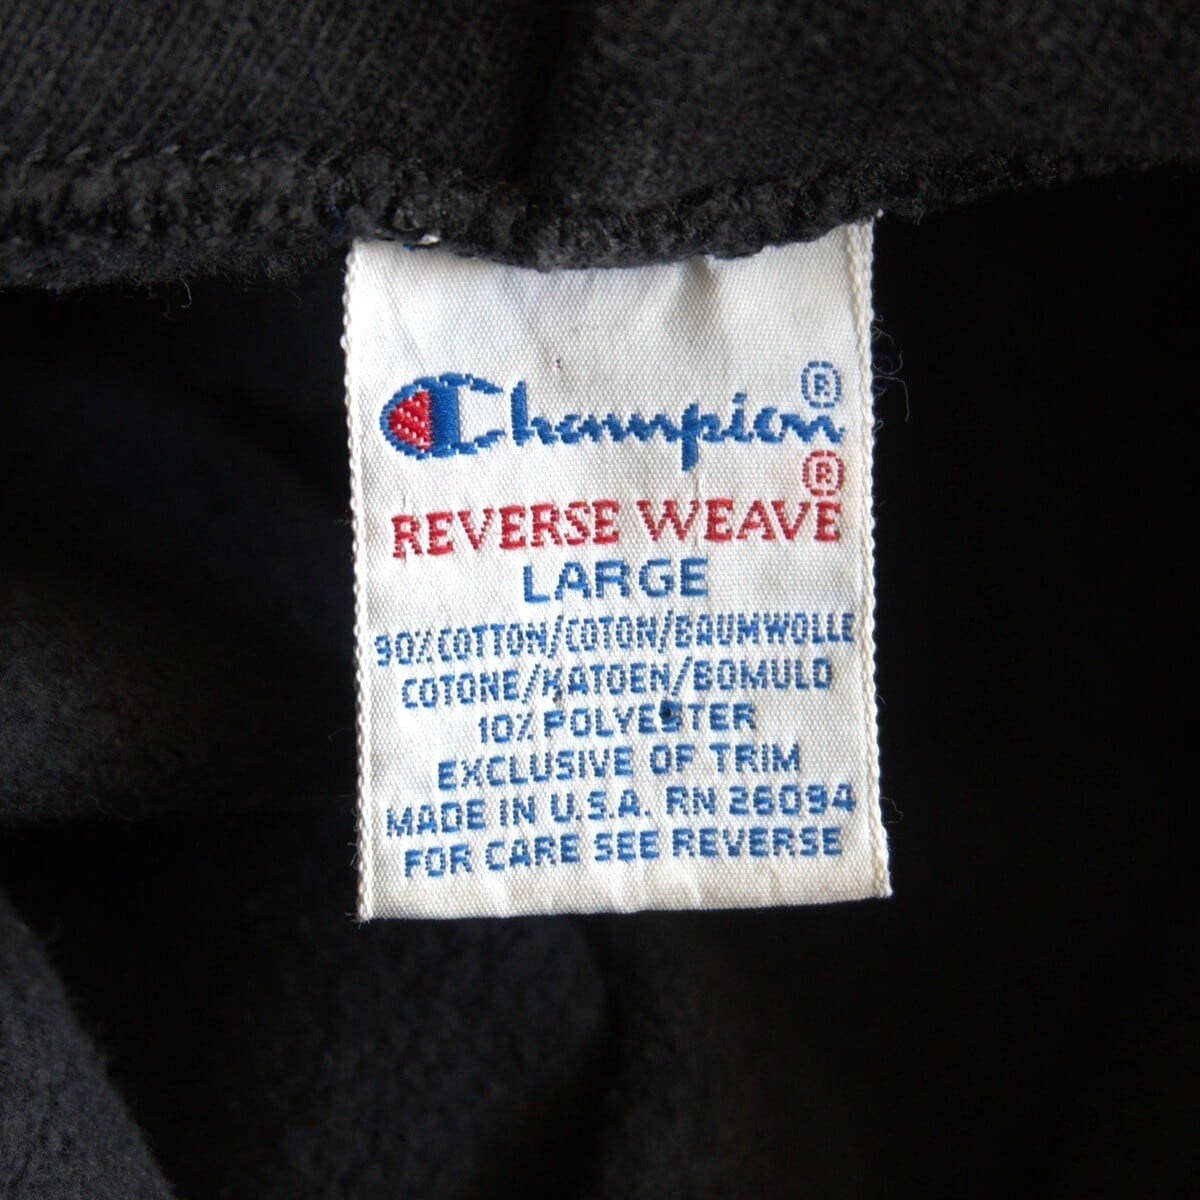 Champion®
REVERSE WEAVE®
LARGE
90% COTTON/COTON/BAUMWOLLE
COTONE/KATOEN/BOMULD
10% POLYESTER
EXCLUSIVE OF TRIM
MADE IN U.S.A. RN 26094
FOR CARE SEE REVERSE